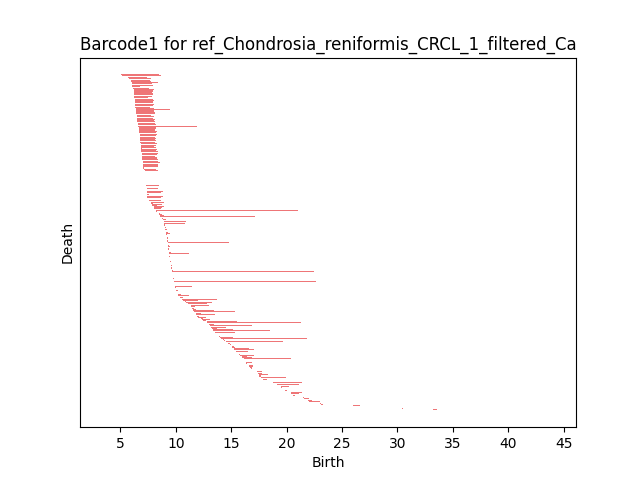 Barcode1 for ref_Chondrosia_reniformis_CRCL_1_filtered_Ca
Death
5 10 15 20 25 30 35 40 45
Birth